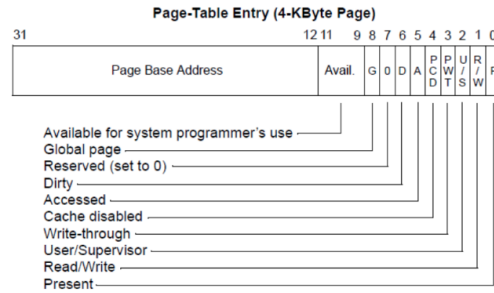 Page-Table Entry (4-KByte Page)
31 12 11 9 8 7 6 5 4 3 2 1 0
Page Base Address Avail. G 0 D A PCD PWT U/S R/W P
Available for system programmer's use
Global page
Reserved (set to 0)
Dirty
Accessed
Cache disabled
Write-through
User/Supervisor
Read/Write
Present